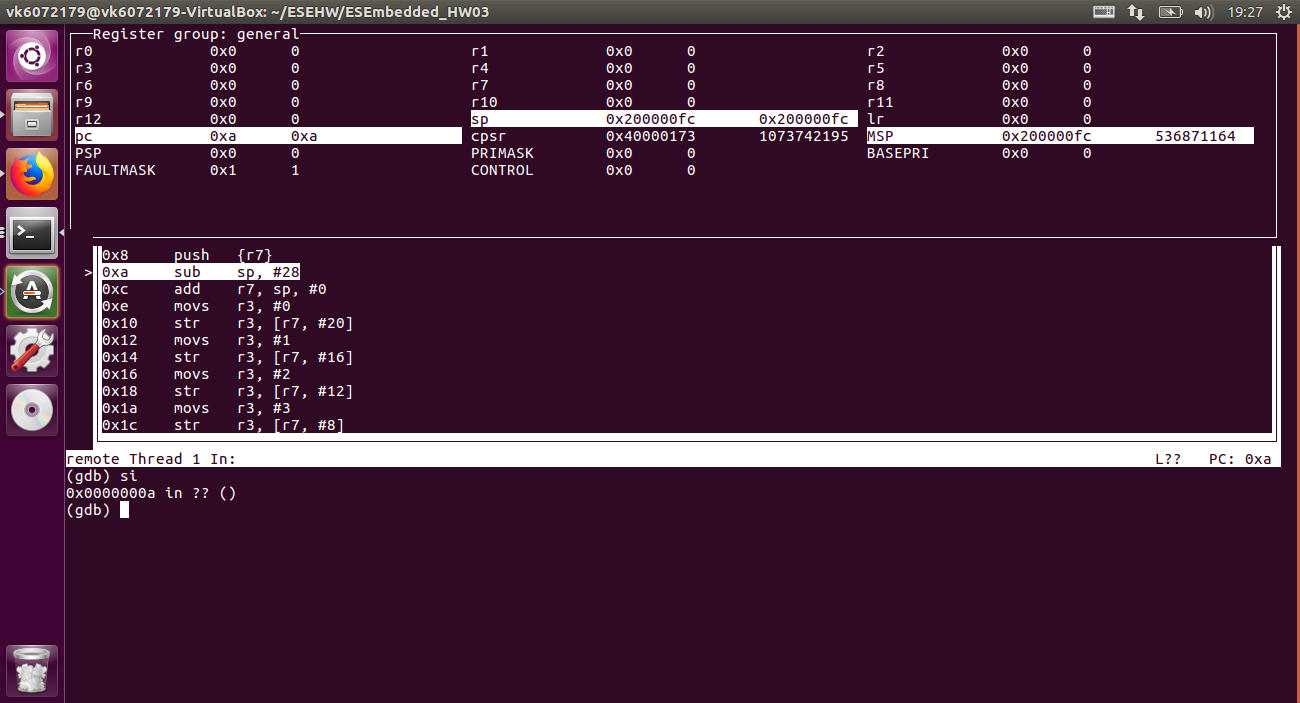 vk6072179@vk6072179-VirtualBox: ~/ESEHW/ESEmbedded_HW03 19:27
Register group: general
r0 0x0 0 r1 0x0 0 r2 0x0 0
r3 0x0 0 r4 0x0 0 r5 0x0 0
r6 0x0 0 r7 0x0 0 r8 0x0 0
r9 0x0 0 r10 0x0 0 r11 0x0 0
r12 0x0 0 sp 0x200000fc 0x200000fc lr 0x0 0
pc 0xa 0xa cpsr 0x40000173 1073742195 MSP 0x200000fc 536871164
PSP 0x0 0 PRIMASK 0x0 0 BASEPRI 0x0 0
FAULTMASK 0x1 1 CONTROL 0x0 0
0x8 push {r7}
>0xa sub sp, #28
0xc add r7, sp, #0
0xe movs r3, #0
0x10 str r3, [r7, #20]
0x12 movs r3, #1
0x14 str r3, [r7, #16]
0x16 movs r3, #2
0x18 str r3, [r7, #12]
0x1a movs r3, #3
0x1c str r3, [r7, #8]
remote Thread 1 In: L?? PC: 0xa
(gdb) si
0x0000000a in ?? ()
(gdb)